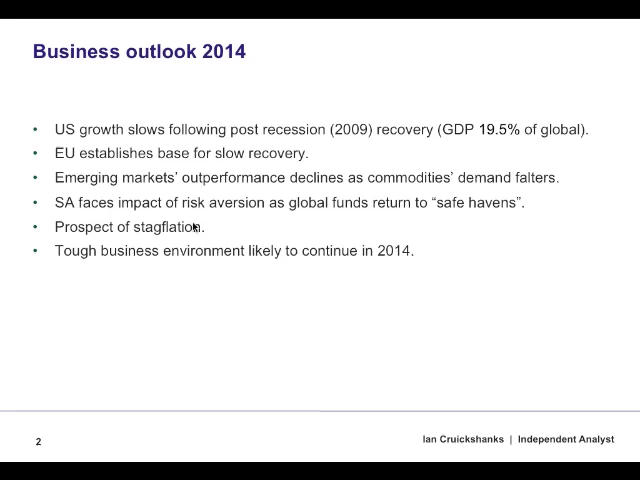 Business outlook 2014
• US growth slows following post recession (2009) recovery (GDP 19.5% of global).
• EU establishes base for slow recovery.
• Emerging markets’ outperformance declines as commodities’ demand falters.
• SA faces impact of risk aversion as global funds return to “safe havens”.
• Prospect of stagflation.
• Tough business environment likely to continue in 2014.
2
Ian Cruickshanks | Independent Analyst